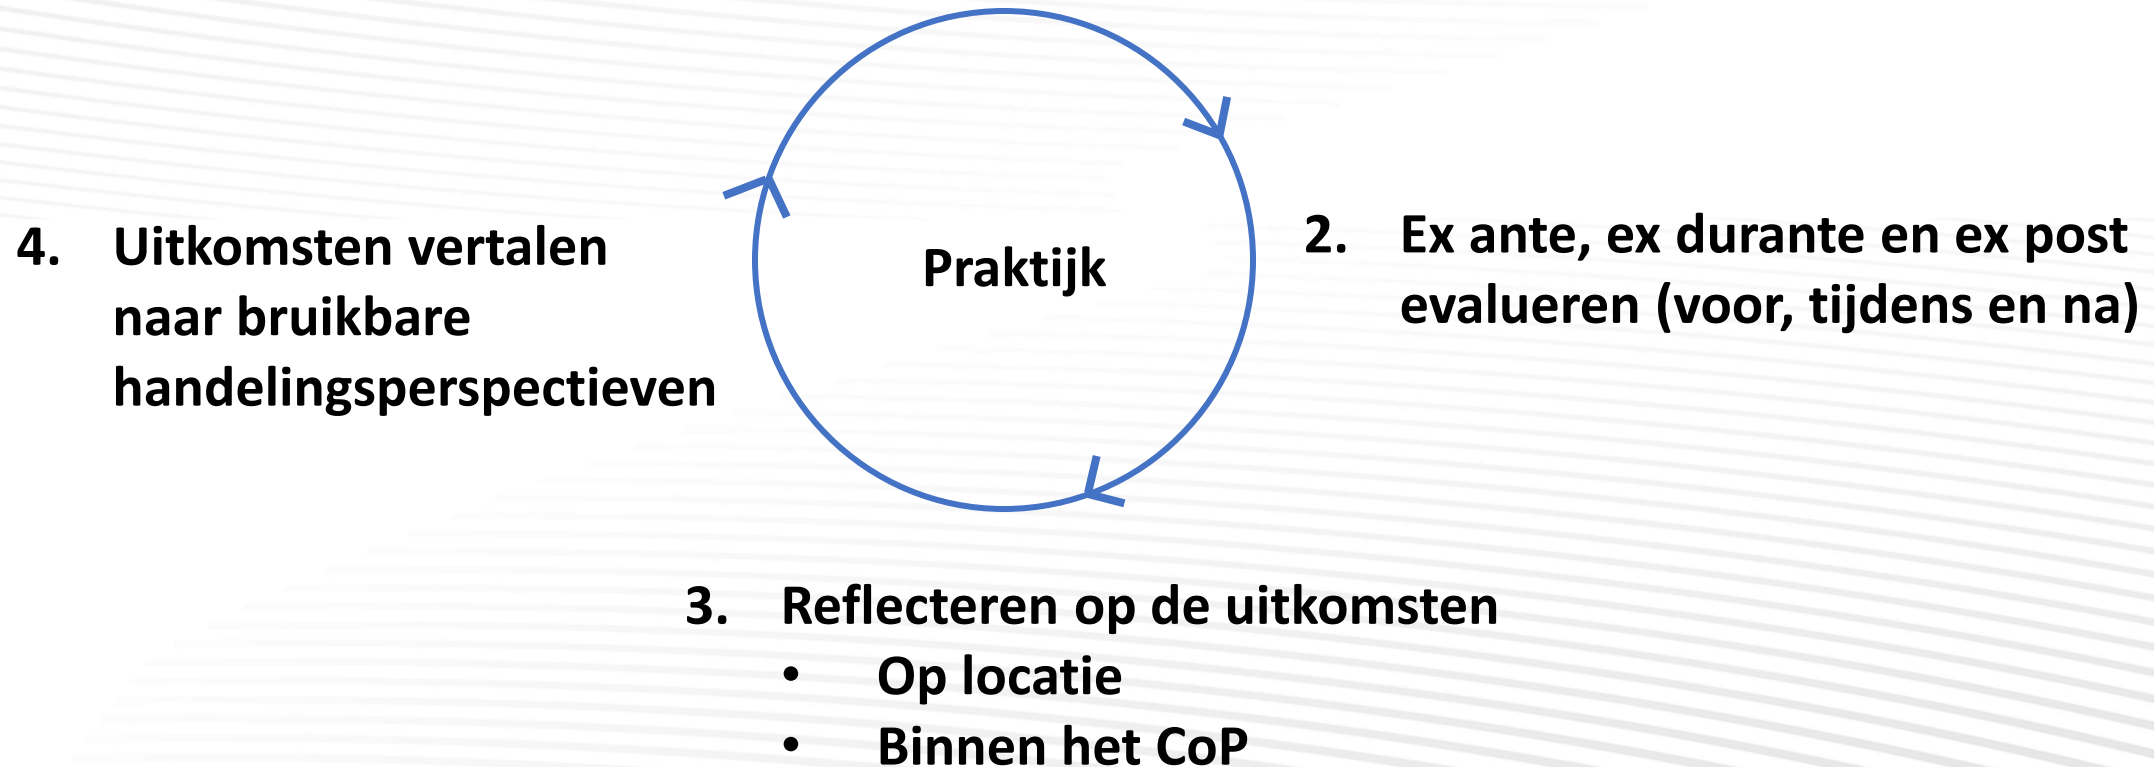 Praktijk
2. Ex ante, ex durante en ex post
evalueren (voor, tijdens en na)
3. Reflecteren op de uitkomsten
• Op locatie
• Binnen het CoP
4. Uitkomsten vertalen
naar bruikbare
handelingsperspectieven